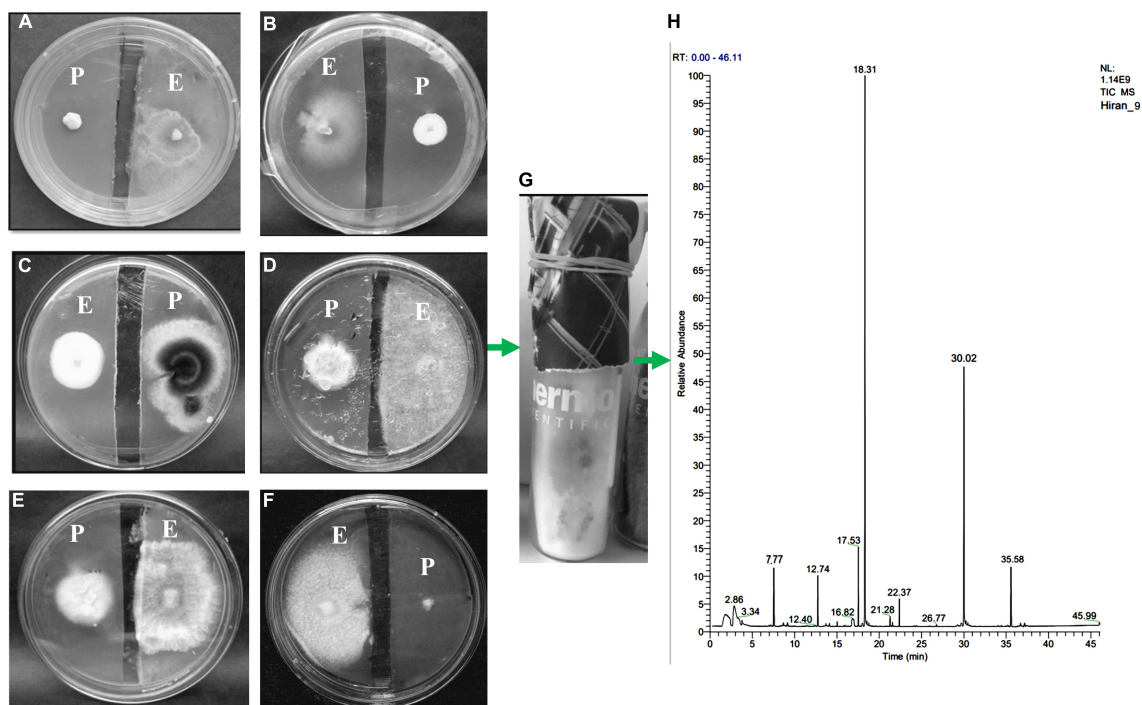 A
P
E
B
E
P
C
E
P
D
P
E
E
P
E
F
E
P
G
ermo
ENTIFIC
H
RT: 0.00 - 46.11
NL:
1.14E9
TIC MS
Hiran_9
Relative Abundance
100
95
90
85
80
75
70
65
60
55
50
45
40
35
30
25
20
15
10
5
0
18.31
30.02
17.53
7.77
12.74
35.58
2.86
3.34
12.40
16.82
21.28
22.37
26.77
45.99
0 5 10 15 20 25 30 35 40 45
Time (min)